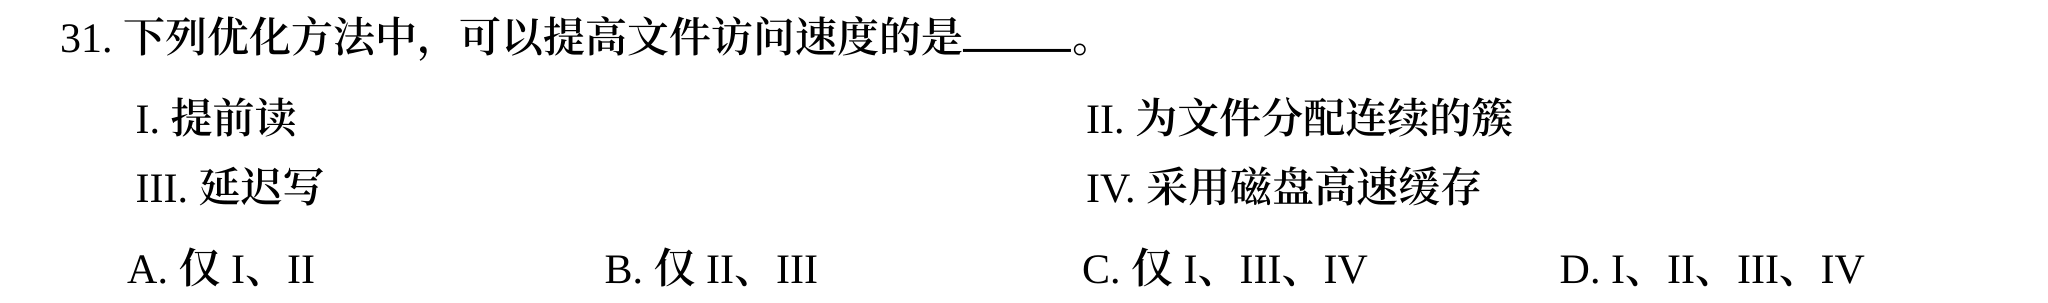 31. 下列优化方法中，可以提高文件访问速度的是_____。
I. 提前读 II. 为文件分配连续的簇
III. 延迟写 IV. 采用磁盘高速缓存
A. 仅 I、II B. 仅 II、III C. 仅 I、III、IV D. I、II、III、IV